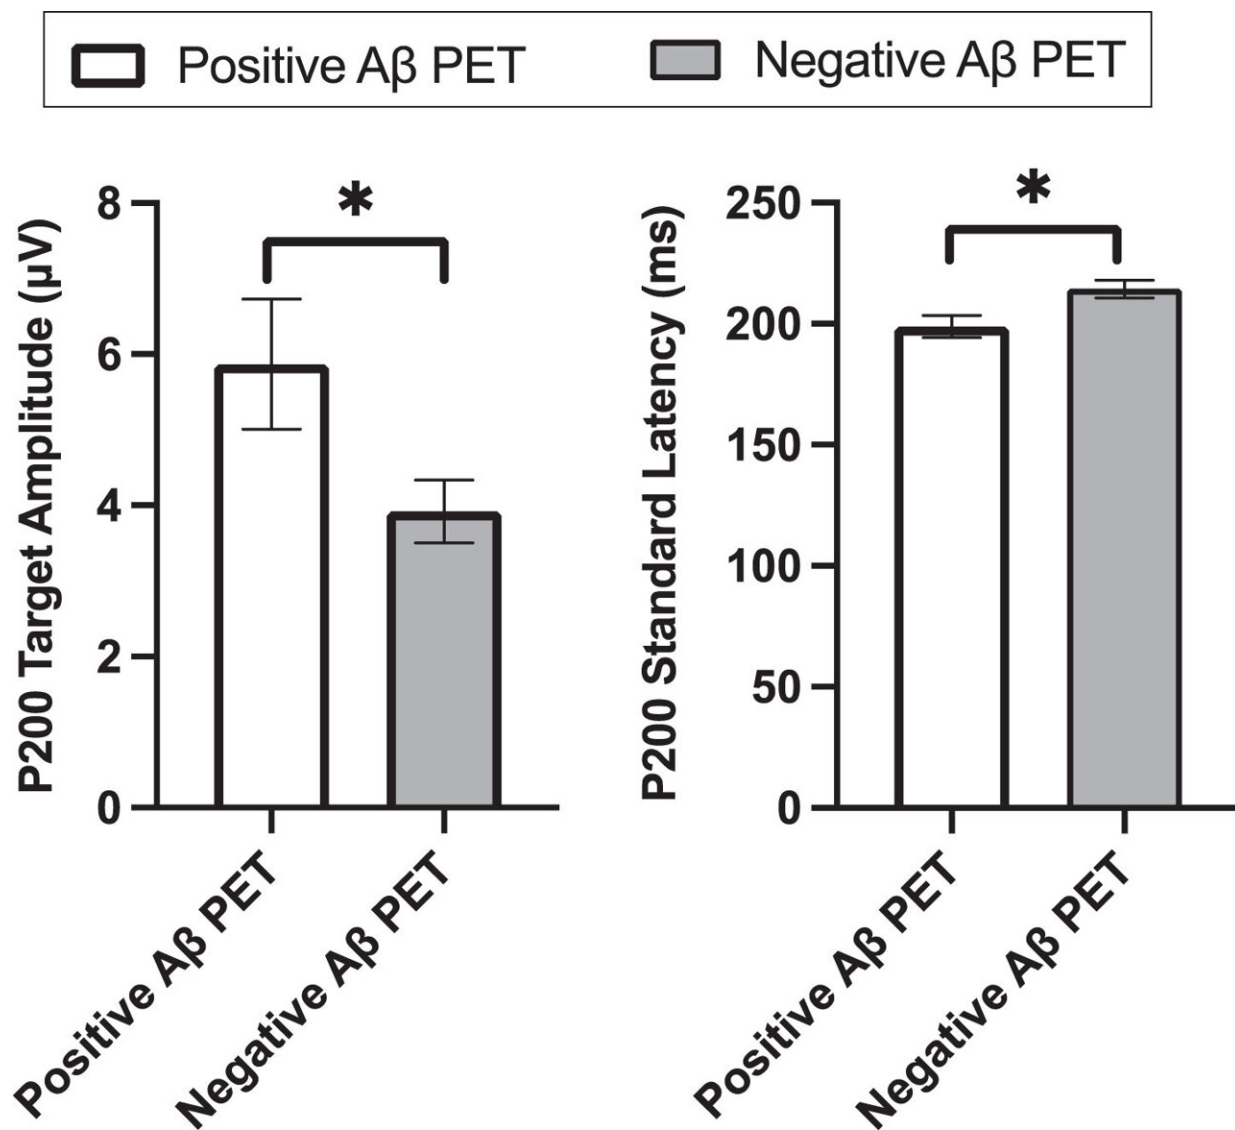 Positive Aβ PET
Negative Aβ PET
P200 Target Amplitude (µV)
8
6
4
2
0
*
Positive Aβ PET
Negative Aβ PET
P200 Standard Latency (ms)
250
200
150
100
50
0
*
Positive Aβ PET
Negative Aβ PET